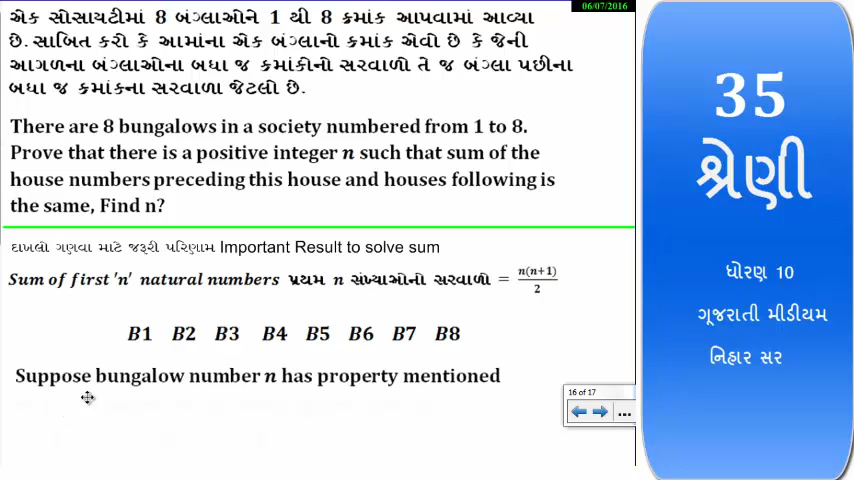 06/07/2016
એક સોસાયટીમાં 8 બંગ્લાઓને 1 થી 8 ક્રમાંક આપવામાં આવ્યા
છે. સાબિત કરો કે આમાંના એક બંગ્લાનો ક્રમાંક એવો છે કે જેની
આગળના બંગ્લાઓના બધા જ ક્રમાંકોનો સરવાળો તે જ બંગ્લા પછીના
બધા જ ક્રમાંકના સરવાળા જેટલો છે.
There are 8 bungalows in a society numbered from 1 to 8.
Prove that there is a positive integer n such that sum of the
house numbers preceding this house and houses following is
the same, Find n?
દાખલો ગણવા માટે જરૂરી પરિણામ Important Result to solve sum
Sum of first 'n' natural numbers પ્રથમ n સંખ્યાઓનો સરવાળો = n(n+1)/2
B1 B2 B3 B4 B5 B6 B7 B8
Suppose bungalow number n has property mentioned
16 of 17
...
35
શ્રેણી
ધોરણ 10
ગૂજરાતી મીડીયમ
નિહાર સર